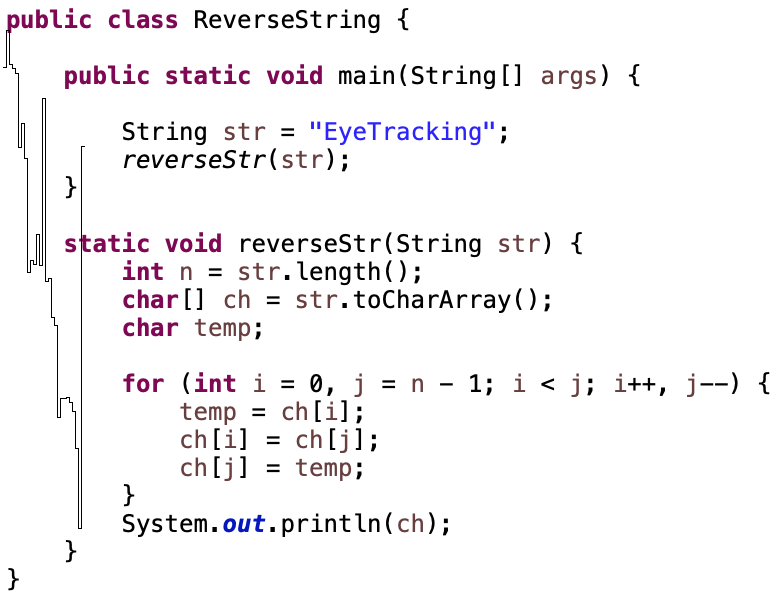 public class ReverseString {
public static void main(String[] args) {
String str = "EyeTracking";
reverseStr(str);
}
static void reverseStr(String str) {
int n = str.length();
char[] ch = str.toCharArray();
char temp;
for (int i = 0, j = n - 1; i < j; i++, j--) {
temp = ch[i];
ch[i] = ch[j];
ch[j] = temp;
}
System.out.println(ch);
}
}